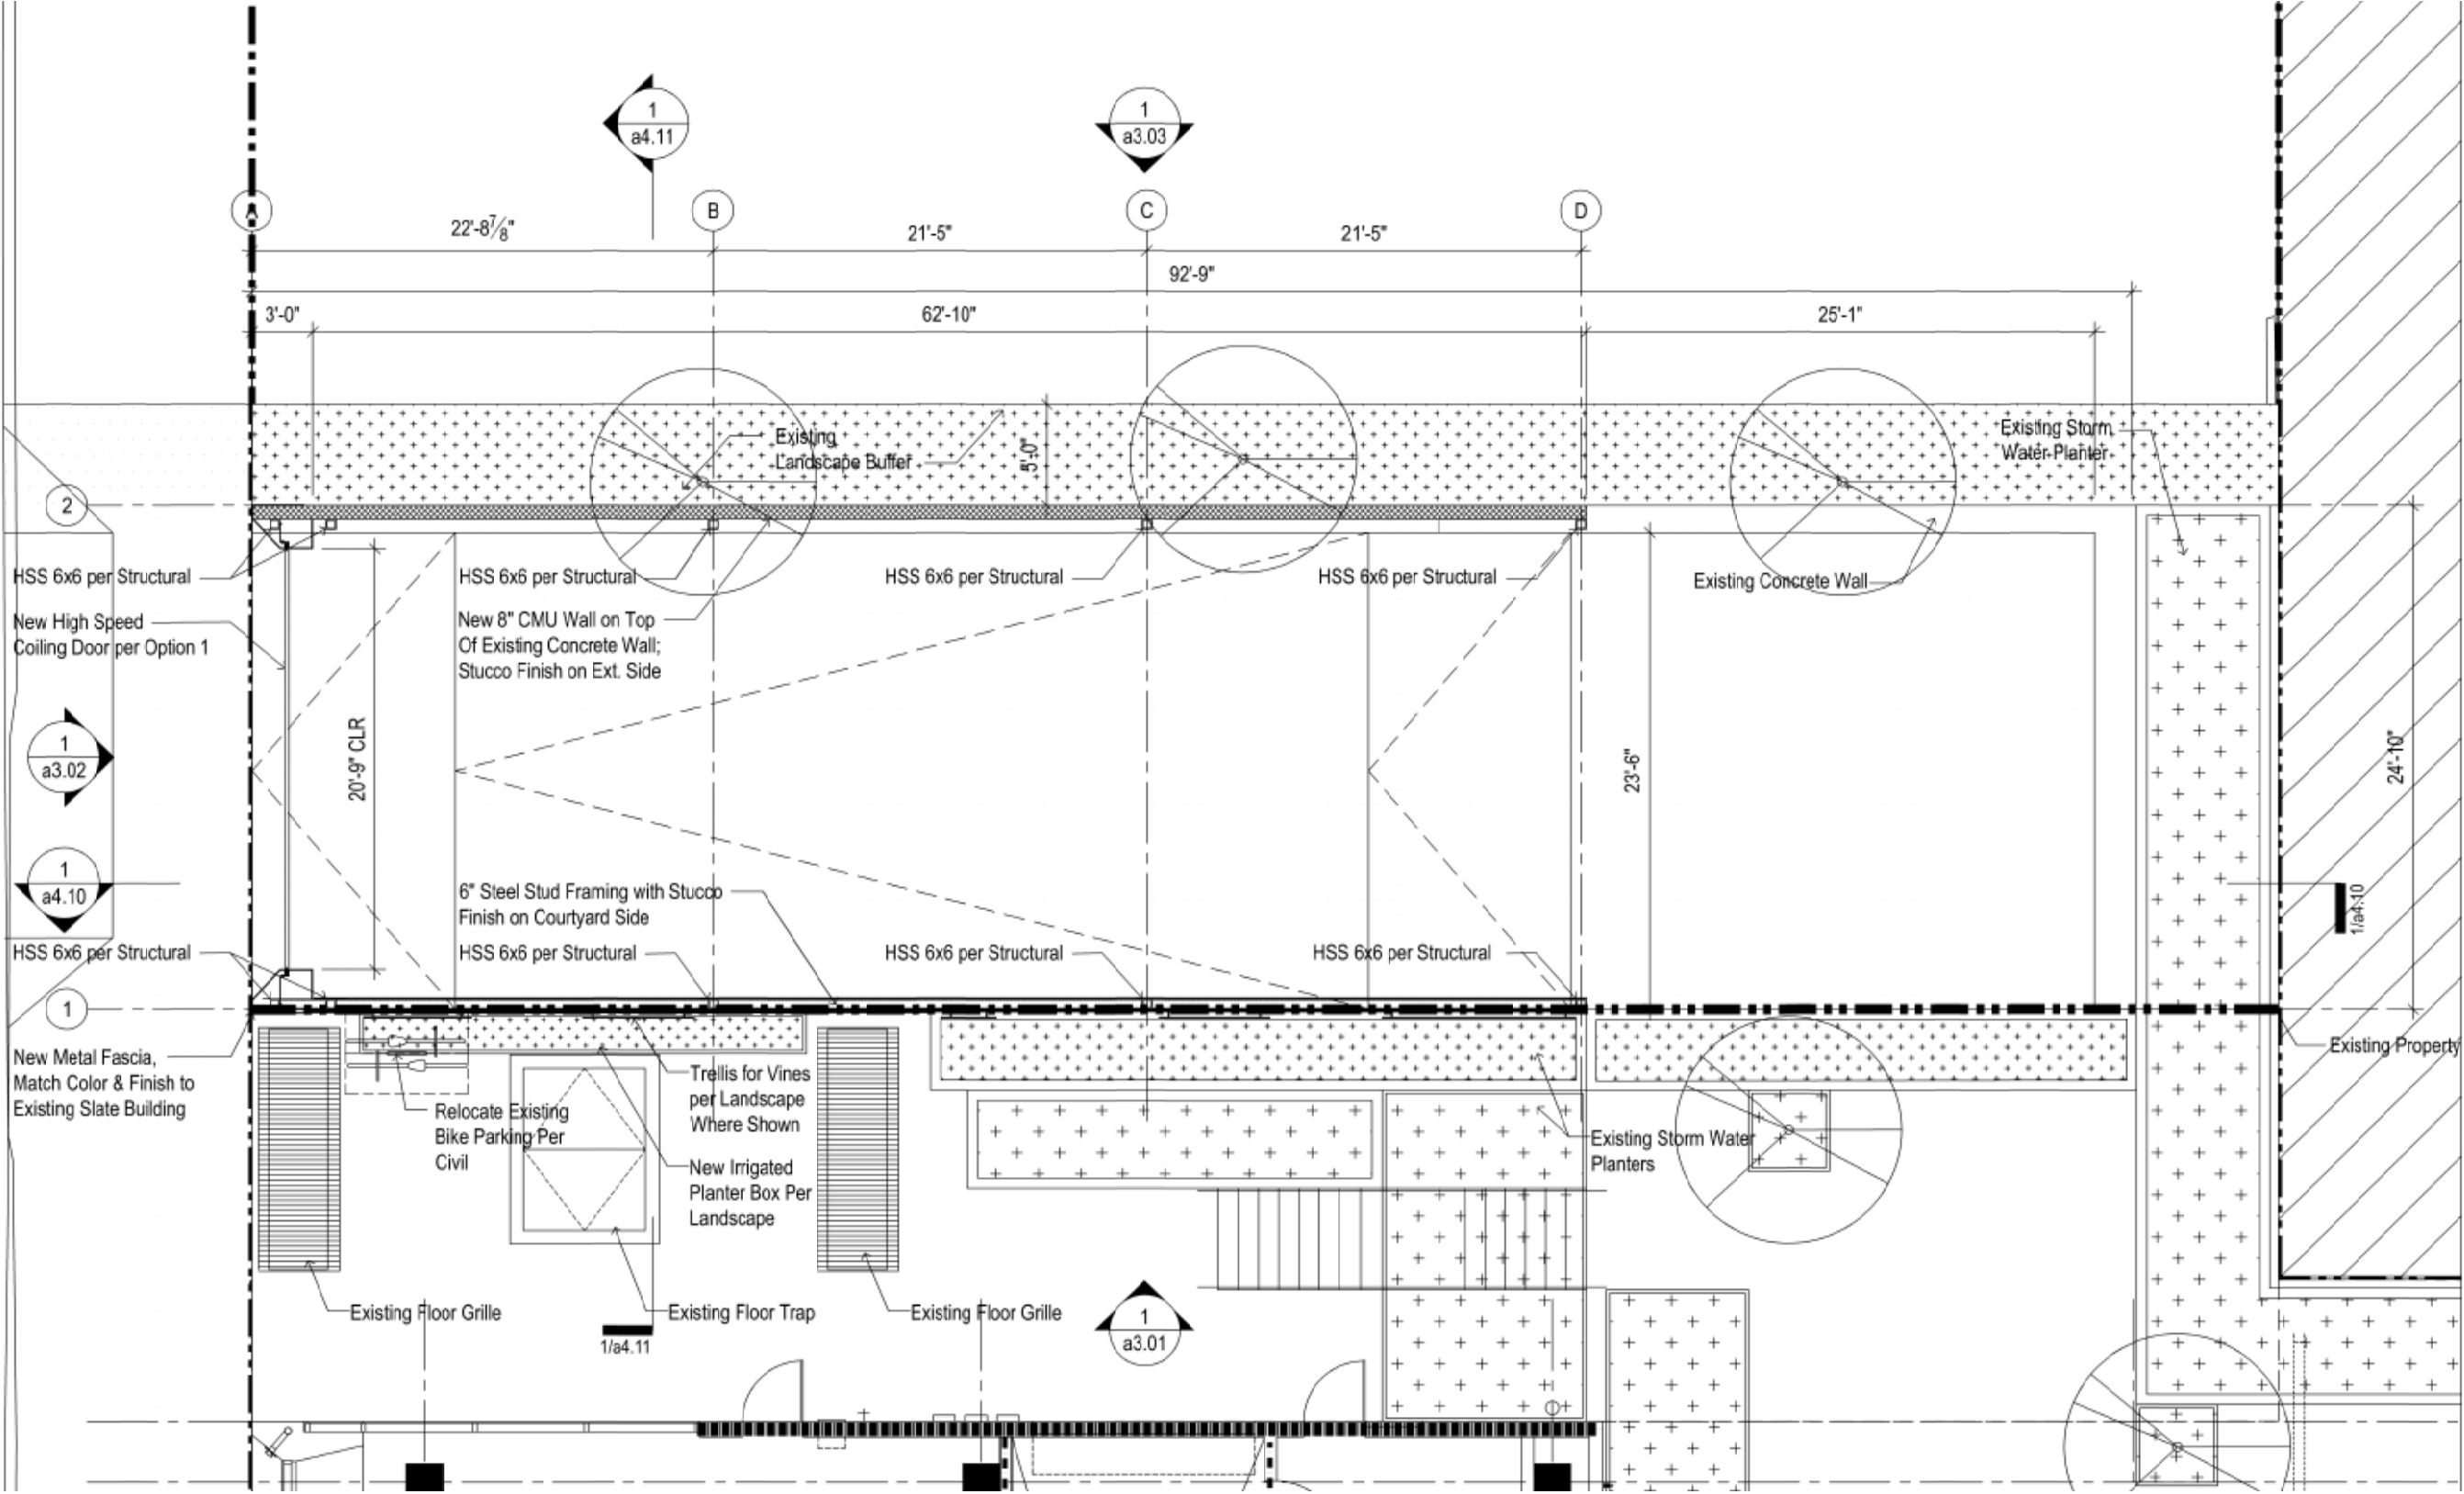 1
a4.11
1
a3.03
A
B
C
D
22'-8⅞"
21'-5"
21'-5"
92'-9"
3'-0"
62'-10"
25'-1"
Existing
Landscape Buffer
5'-0"
Existing Storm
Water Planter
2
HSS 6x6 per Structural
HSS 6x6 per Structural
HSS 6x6 per Structural
HSS 6x6 per Structural
Existing Concrete Wall
New High Speed
Coiling Door per Option 1
New 8" CMU Wall on Top
Of Existing Concrete Wall;
Stucco Finish on Ext. Side
20'-9" CLR
23'-6"
24'-10"
1
a3.02
1
a4.10
6" Steel Stud Framing with Stucco
Finish on Courtyard Side
1/a4.10
HSS 6x6 per Structural
HSS 6x6 per Structural
HSS 6x6 per Structural
HSS 6x6 per Structural
1
New Metal Fascia,
Match Color & Finish to
Existing Slate Building
Existing Property
Trellis for Vines
per Landscape
Where Shown
Relocate Existing
Bike Parking Per
Civil
New Irrigated
Planter Box Per
Landscape
Existing Storm Water
Planters
Existing Floor Grille
Existing Floor Trap
Existing Floor Grille
1/a4.11
1
a3.01